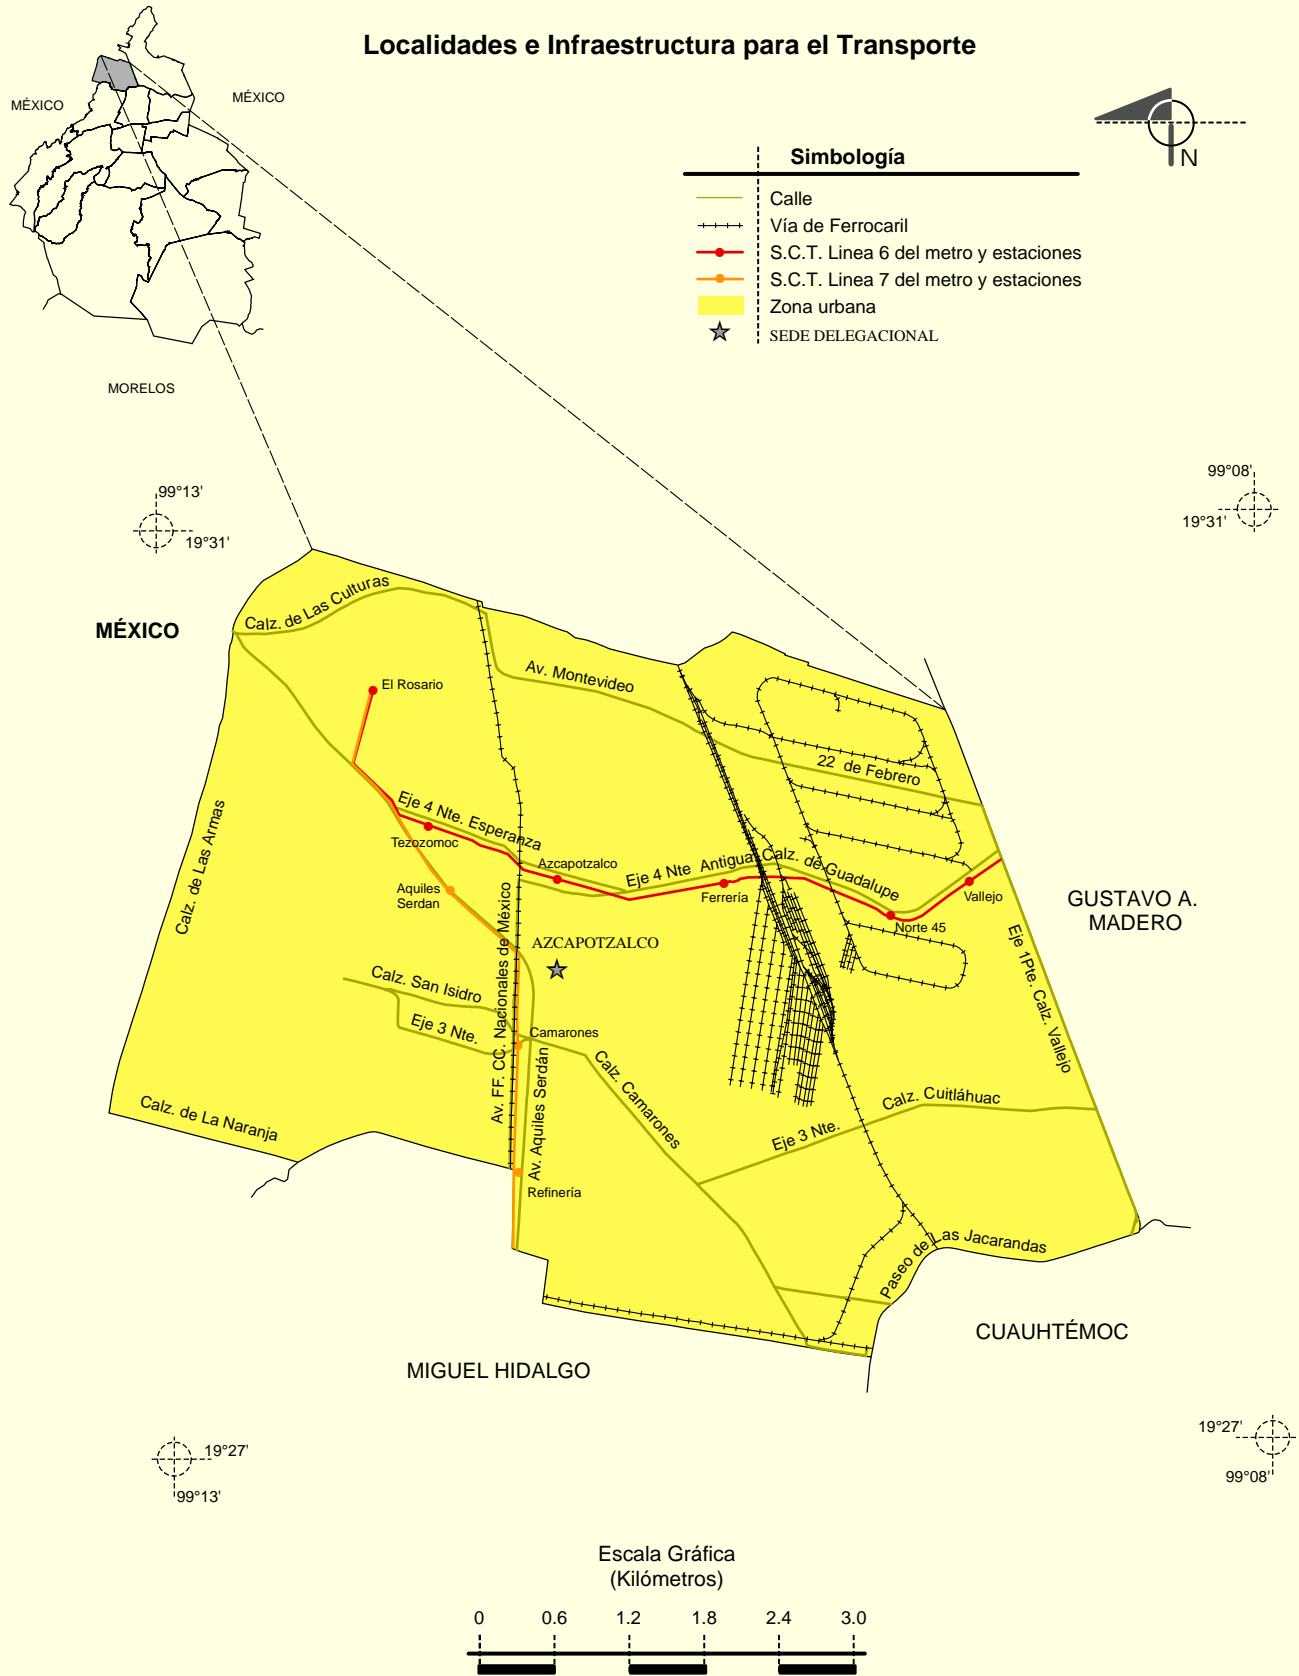 Localidades e Infraestructura para el Transporte
MÉXICO
MÉXICO
MORELOS
N
Simbología
Calle
Vía de Ferrocaril
S.C.T. Linea 6 del metro y estaciones
S.C.T. Linea 7 del metro y estaciones
Zona urbana
SEDE DELEGACIONAL
99°13'
19°31'
99°08'
19°31'
MÉXICO
Calz. de Las Culturas
El Rosario
Av. Montevideo
22 de Febrero
Calz. de Las Armas
Eje 4 Nte. Esperanza
Tezozomoc
Azcapotzalco
Eje 4 Nte Antigua Calz. de Guadalupe
Aquiles
Serdan
Ferrería
Vallejo
Norte 45
GUSTAVO A.
MADERO
AZCAPOTZALCO
Av. FF. CC. Nacionales de México
Eje 1Pte. Calz. Vallejo
Calz. San Isidro
Eje 3 Nte.
Camarones
Av. Aquiles Serdán
Calz. Camarones
Calz. Cuitláhuac
Eje 3 Nte.
Calz. de La Naranja
Refinería
Paseo de Las Jacarandas
CUAUHTÉMOC
MIGUEL HIDALGO
19°27'
99°13'
19°27'
99°08'
Escala Gráfica
(Kilómetros)
0 0.6 1.2 1.8 2.4 3.0